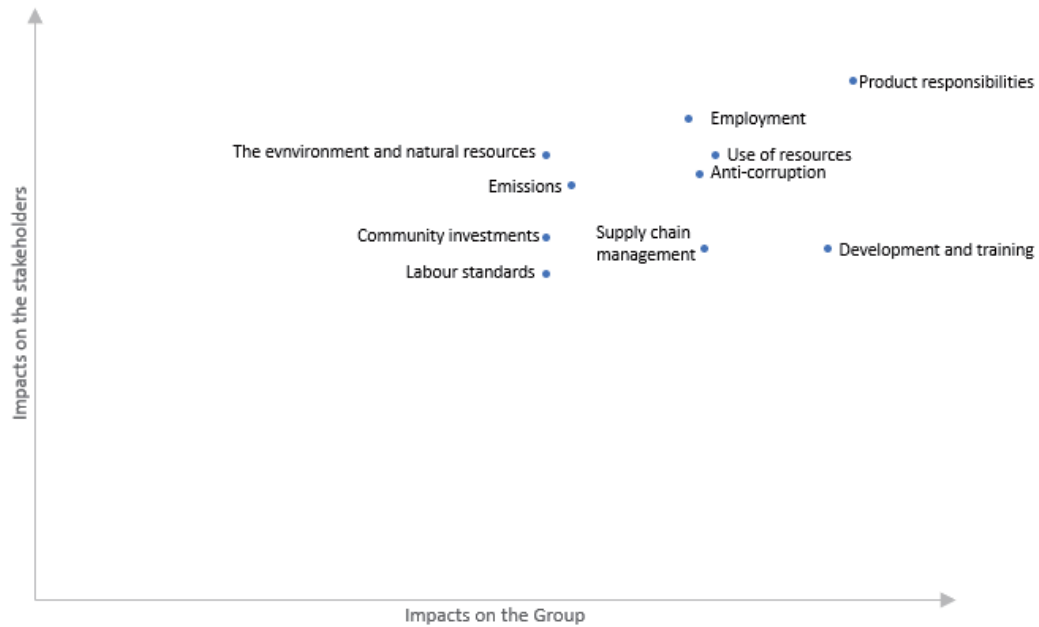 Product responsibilities
Employment
The evnvironment and natural resources
Use of resources
Anti-corruption
Emissions
Community investments
Supply chain
management
Development and training
Labour standards
Impacts on the stakeholders
Impacts on the Group